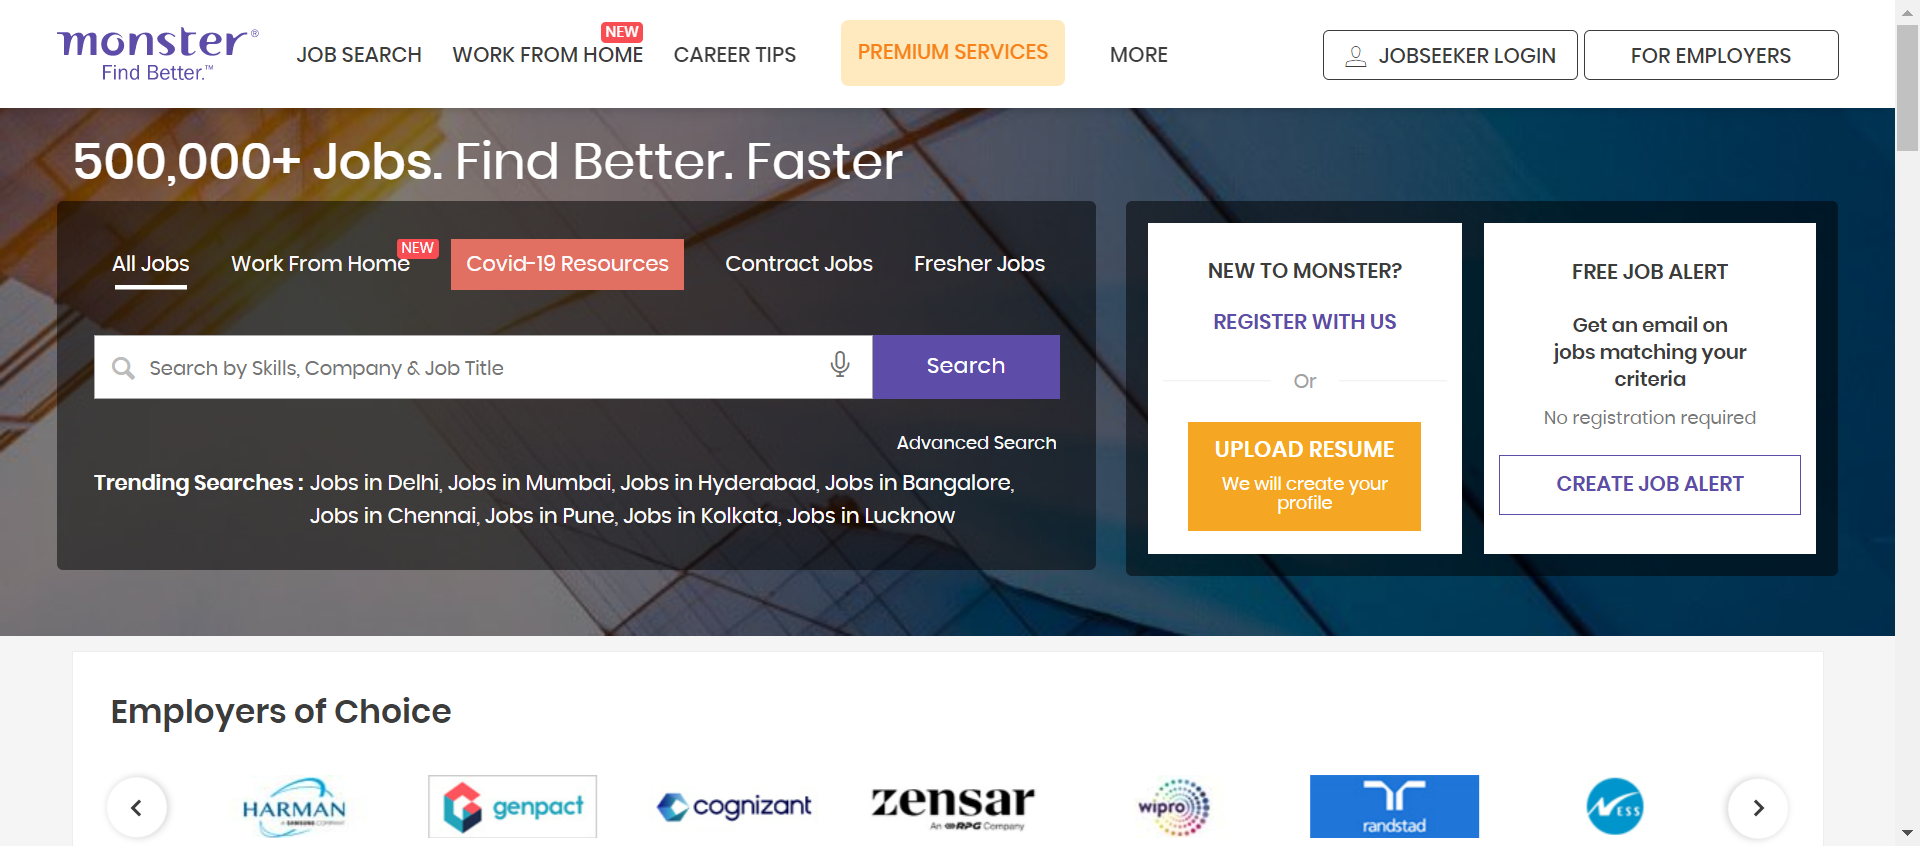 monster®
Find Better.™
JOB SEARCH
WORK FROM HOME
NEW
CAREER TIPS
PREMIUM SERVICES
MORE
JOBSEEKER LOGIN
FOR EMPLOYERS
500,000+ Jobs. Find Better. Faster
All Jobs
Work From Home
NEW
Covid-19 Resources
Contract Jobs
Fresher Jobs
Search by Skills, Company & Job Title
Search
Advanced Search
Trending Searches : Jobs in Delhi, Jobs in Mumbai, Jobs in Hyderabad, Jobs in Bangalore,
Jobs in Chennai, Jobs in Pune, Jobs in Kolkata, Jobs in Lucknow
NEW TO MONSTER?
REGISTER WITH US
Or
UPLOAD RESUME
We will create your
profile
FREE JOB ALERT
Get an email on
jobs matching your
criteria
No registration required
CREATE JOB ALERT
Employers of Choice
HARMAN
A SAMSUNG COMPANY
genpact
cognizant
zensar
An RPG Company
wipro
randstad
NESS